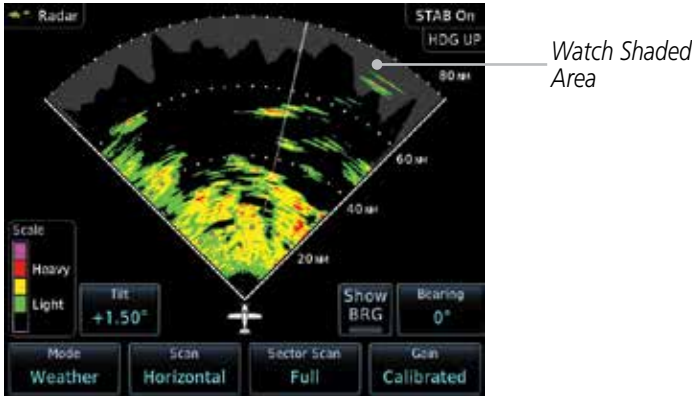 Radar
STAB On
HDG UP
Watch Shaded
Area
80 NM
60 NM
40 NM
20 NM
Scale
Heavy
Light
Tilt
+1.50°
Show
BRG
Bearing
0°
Mode
Weather
Scan
Horizontal
Sector Scan
Full
Gain
Calibrated